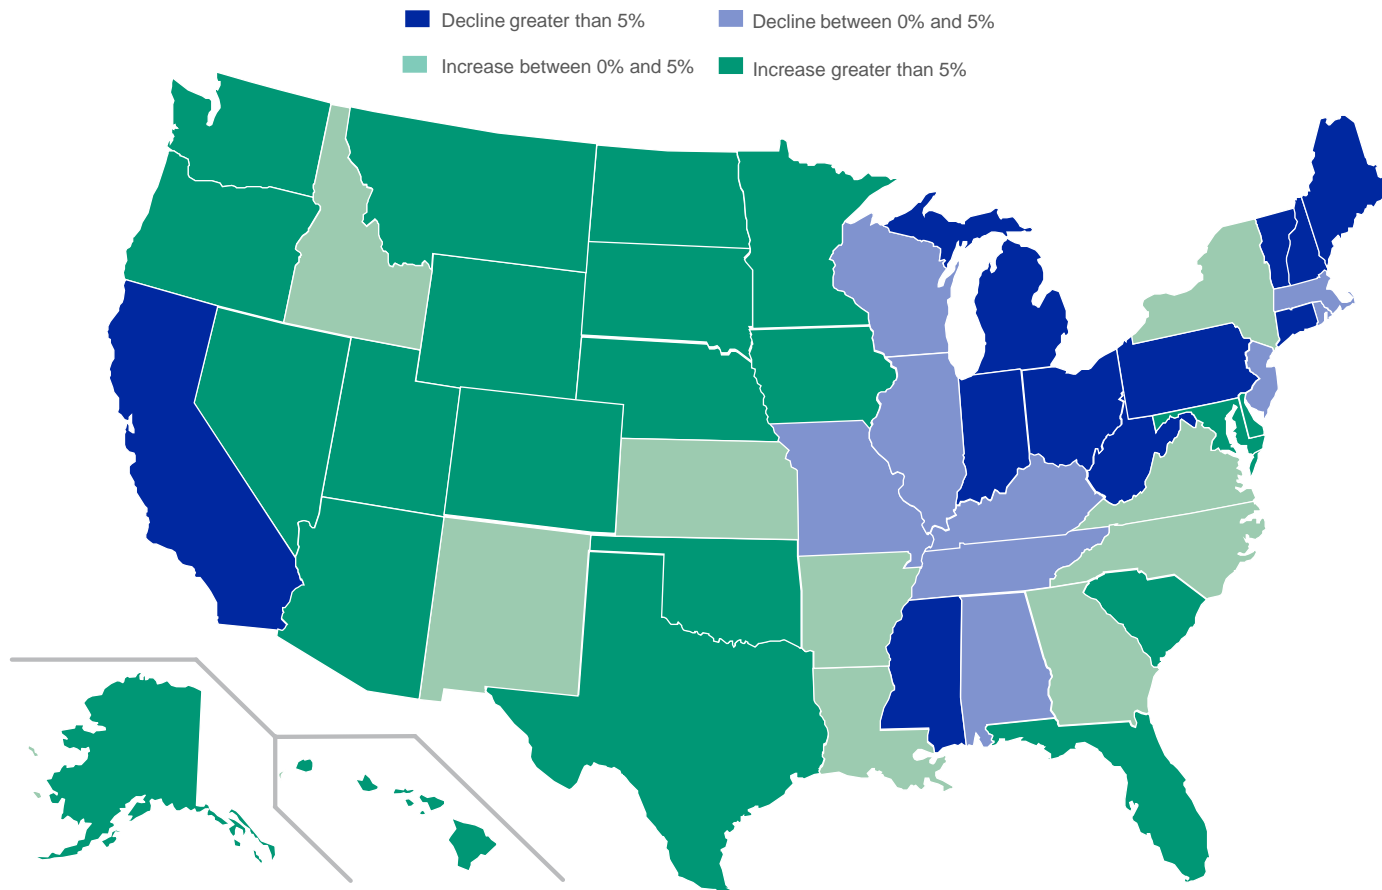 Decline greater than 5%
Decline between 0% and 5%
Increase between 0% and 5%
Increase greater than 5%